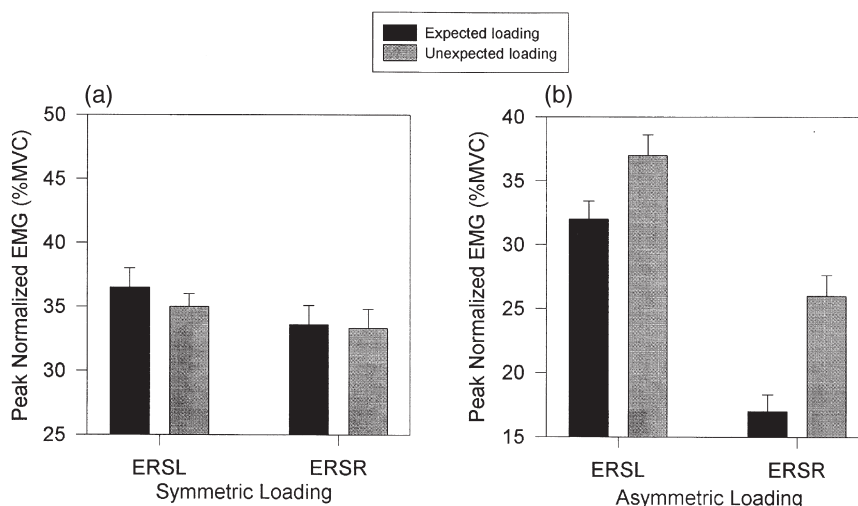 Expected loading
Unexpected loading
(a)
50
45
40
35
30
25
Peak Normalized EMG (%MVC)
ERSL
ERSR
Symmetric Loading
(b)
40
35
30
25
20
15
Peak Normalized EMG (%MVC)
ERSL
ERSR
Asymmetric Loading